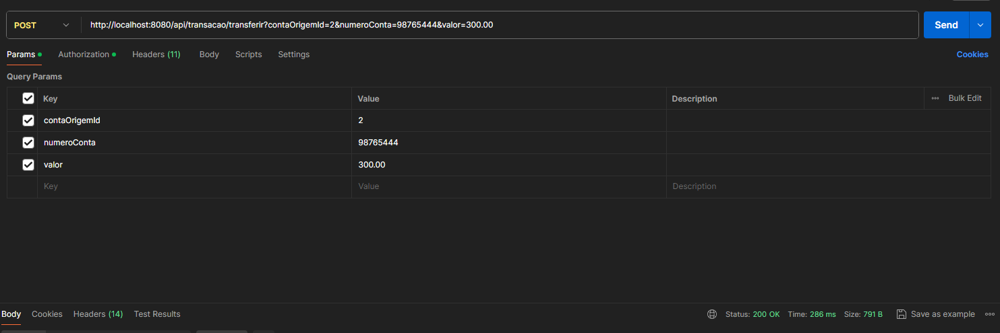 POST http://localhost:8080/api/transacao/transferir?contaOrigemId=2&numeroConta=98765444&valor=300.00 Send
Params Authorization Headers (11) Body Scripts Settings Cookies
Query Params
Key Value Description Bulk Edit
contaOrigemId 2
numeroConta 98765444
valor 300.00
Key Value Description
Body Cookies Headers (14) Test Results Status: 200 OK Time: 286 ms Size: 791 B Save as example